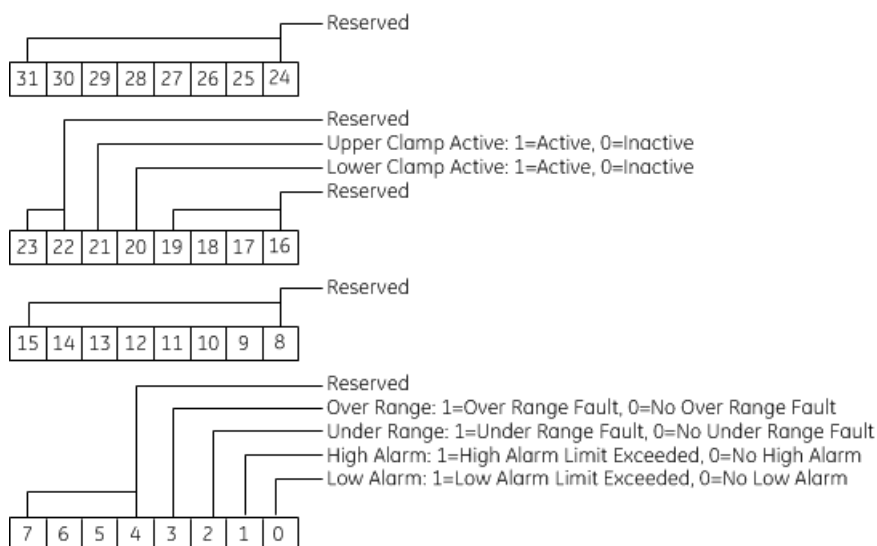 Reserved
31 30 29 28 27 26 25 24
Reserved
Upper Clamp Active: 1=Active, 0=Inactive
Lower Clamp Active: 1=Active, 0=Inactive
Reserved
23 22 21 20 19 18 17 16
Reserved
15 14 13 12 11 10 9 8
Reserved
Over Range: 1=Over Range Fault, 0=No Over Range Fault
Under Range: 1=Under Range Fault, 0=No Under Range Fault
High Alarm: 1=High Alarm Limit Exceeded, 0=No High Alarm
Low Alarm: 1=Low Alarm Limit Exceeded, 0=No Low Alarm
7 6 5 4 3 2 1 0